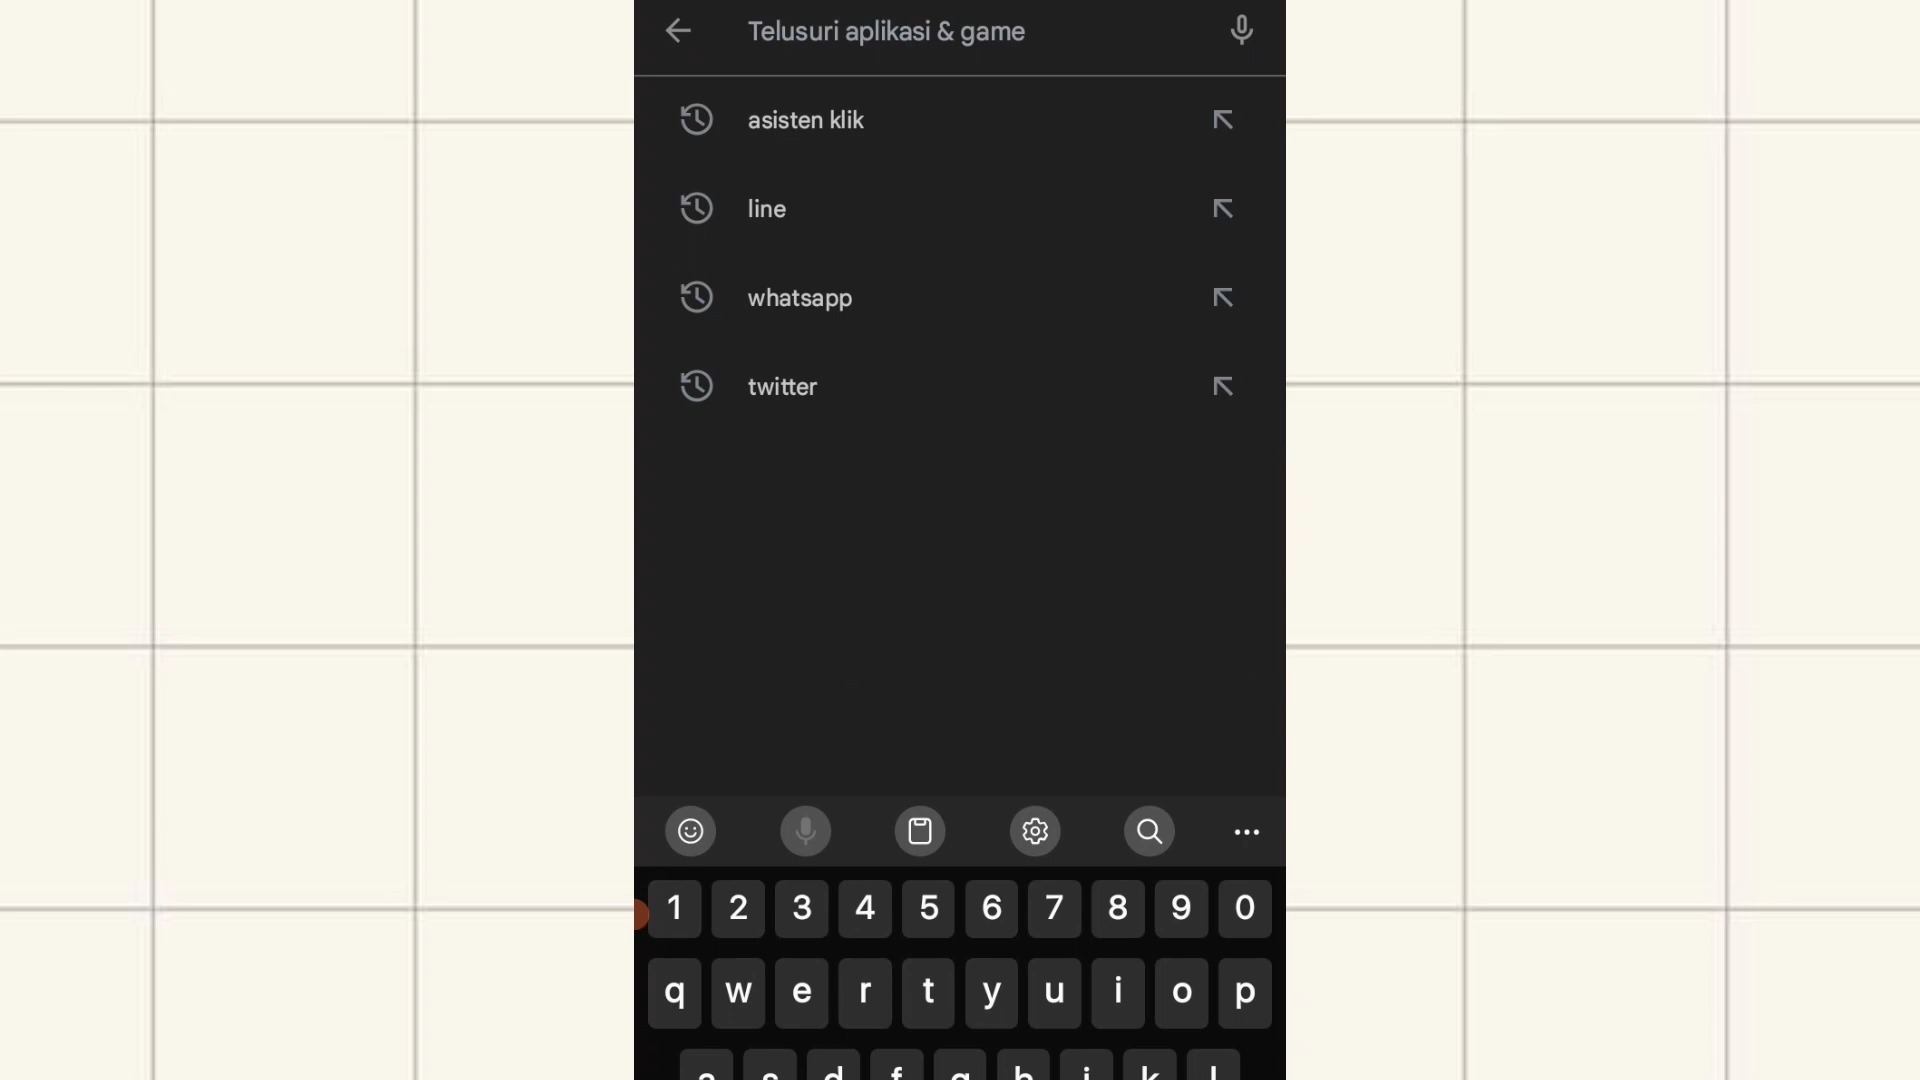 Telusuri aplikasi & game
asisten klik
line
whatsapp
twitter
1 2 3 4 5 6 7 8 9 0
q w e r t y u i o p
a s d f g h j k l